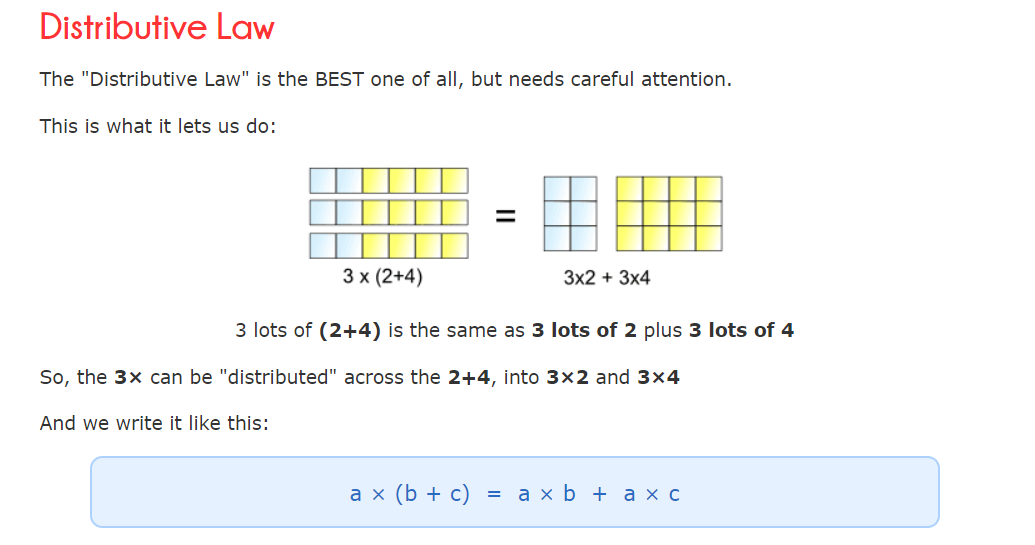 Distributive Law
The "Distributive Law" is the BEST one of all, but needs careful attention.
This is what it lets us do:
=
3 x (2+4)
3x2 + 3x4
3 lots of (2+4) is the same as 3 lots of 2 plus 3 lots of 4
So, the 3× can be "distributed" across the 2+4, into 3×2 and 3×4
And we write it like this:
a × (b + c) = a × b + a × c